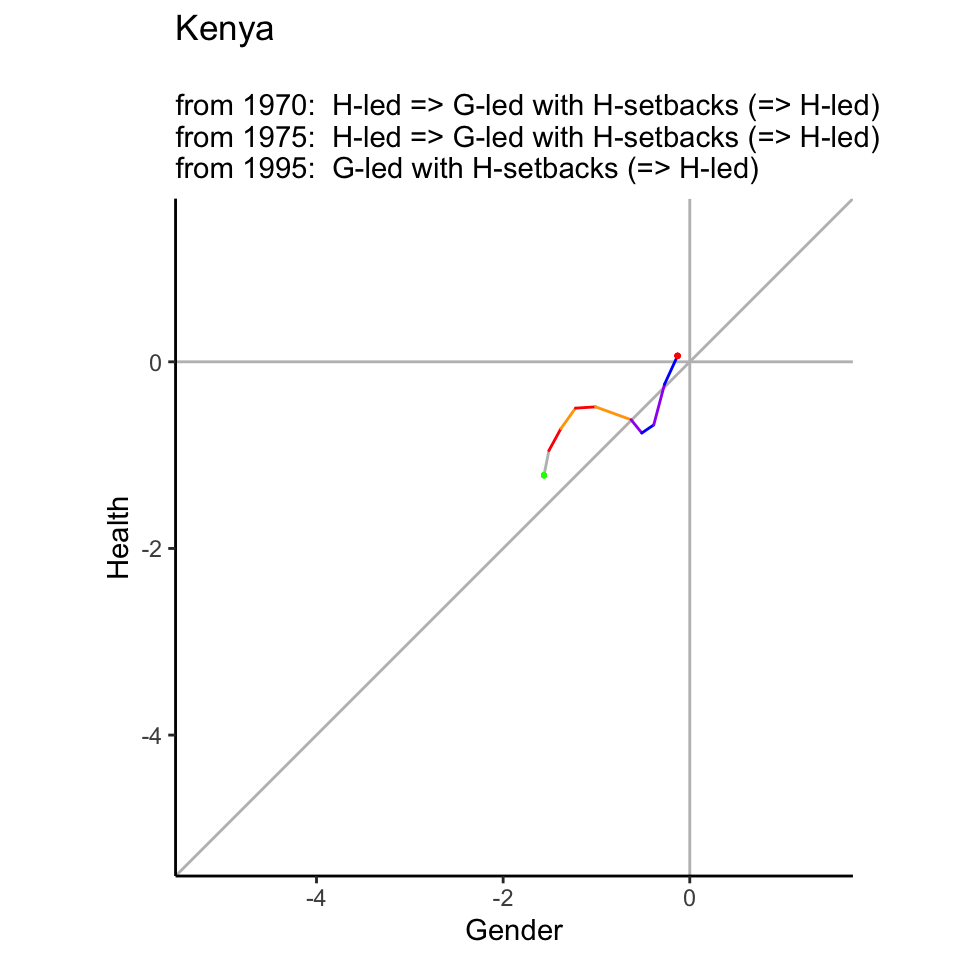 Kenya
from 1970:  H-led => G-led with H-setbacks (=> H-led)
from 1975:  H-led => G-led with H-setbacks (=> H-led)
from 1995:  G-led with H-setbacks (=> H-led)
0
-2
-4
Health
-4
-2
0
Gender